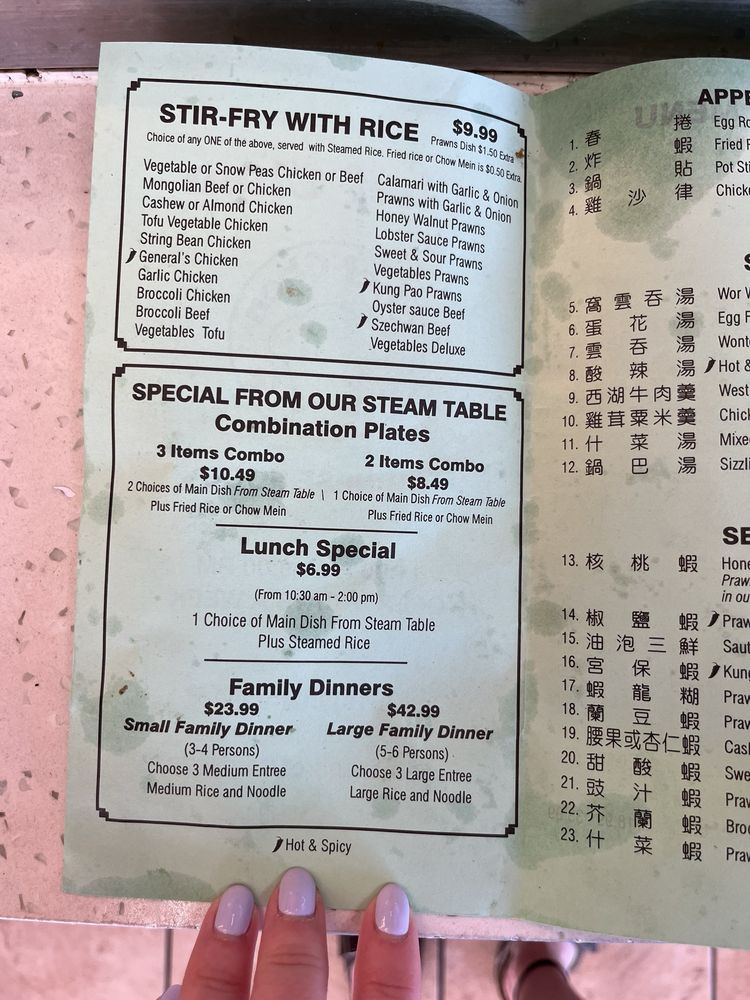 STIR-FRY WITH RICE $9.99
Prawns Dish $1.50 Extra
Choice of any ONE of the above, served with Steamed Rice. Fried rice or Chow Mein is $0.50 Extra.
Vegetable or Snow Peas Chicken or Beef
Mongolian Beef or Chicken
Cashew or Almond Chicken
Tofu Vegetable Chicken
String Bean Chicken
General's Chicken
Garlic Chicken
Broccoli Chicken
Broccoli Beef
Vegetables Tofu
Calamari with Garlic & Onion
Prawns with Garlic & Onion
Honey Walnut Prawns
Lobster Sauce Prawns
Sweet & Sour Prawns
Vegetables Prawns
Kung Pao Prawns
Oyster sauce Beef
Szechwan Beef
Vegetables Deluxe
SPECIAL FROM OUR STEAM TABLE
Combination Plates
3 Items Combo
$10.49
2 Choices of Main Dish From Steam Table \
Plus Fried Rice or Chow Mein
2 Items Combo
$8.49
1 Choice of Main Dish From Steam Table
Plus Fried Rice or Chow Mein
Lunch Special
$6.99
(From 10:30 am - 2:00 pm)
1 Choice of Main Dish From Steam Table
Plus Steamed Rice
Family Dinners
$23.99
Small Family Dinner
(3-4 Persons)
Choose 3 Medium Entree
Medium Rice and Noodle
$42.99
Large Family Dinner
(5-6 Persons)
Choose 3 Large Entree
Large Rice and Noodle
Hot & Spicy
APPE
1. 春捲 Egg Ro
2. 炸蝦 Fried
3. 鍋貼 Pot Sti
4. 雞沙律 Chick
S
5. 窩雲吞湯 Wor W
6. 蛋花湯 Egg F
7. 雲吞湯 Wont
8. 酸辣湯 Hot &
9. 西湖牛肉羹 West
10. 雞茸粟米羹 Chick
11. 什菜湯 Mixe
12. 鍋巴湯 Sizzli
SE
13. 核桃蝦 Hone
Praw
in ou
14. 椒鹽蝦 Praw
15. 油泡三鮮 Saut
16. 宮保蝦 Kung
17. 蝦龍糊 Prav
18. 蘭豆蝦 Prav
19. 腰果或杏仁蝦 Cash
20. 甜酸蝦 Swe
21. 豉汁蝦 Prav
22. 芥蘭蝦 Broc
23. 什菜蝦 Prav